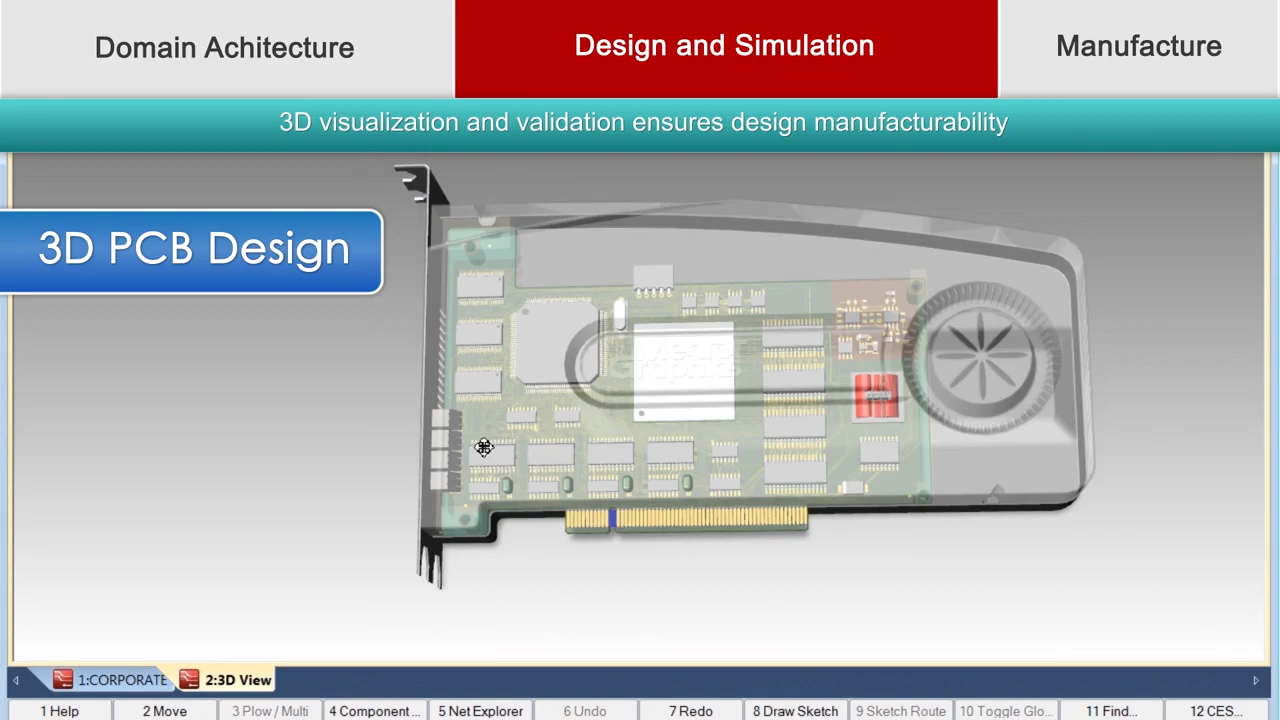 Domain Achitecture
Design and Simulation
Manufacture
3D visualization and validation ensures design manufacturability
3D PCB Design
Mentor
Graphics
1:CORPORATE
2:3D View
1 Help
2 Move
3 Plow / Multi
4 Component ...
5 Net Explorer
6 Undo
7 Redo
8 Draw Sketch
9 Sketch Route
10 Toggle Glo...
11 Find...
12 CES...